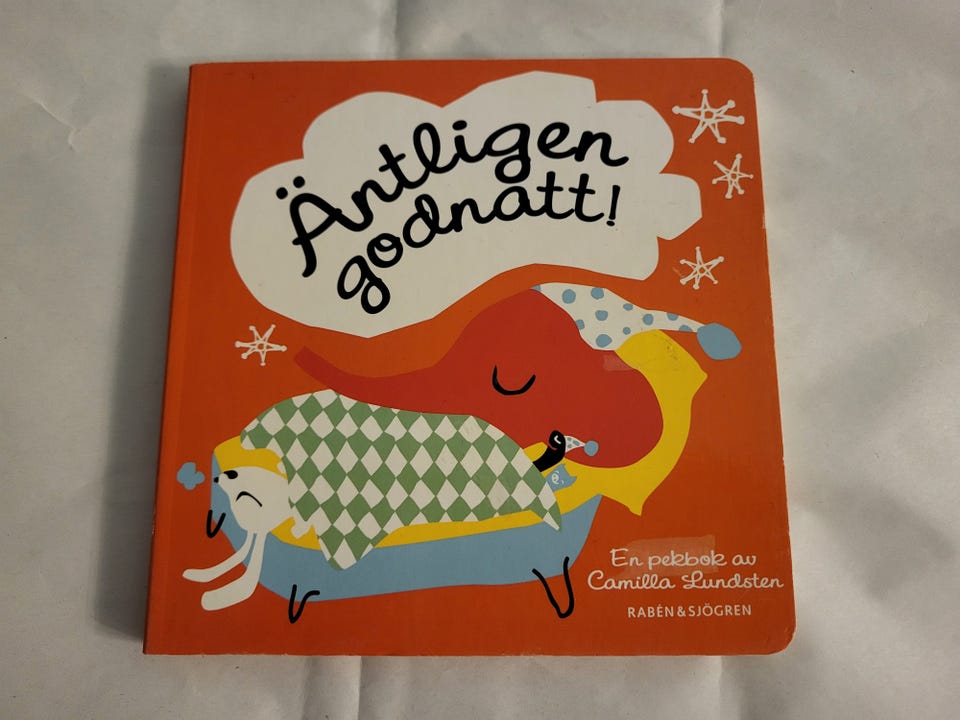 Äntligen
godnatt!
En pekbok av
Camilla Lundsten
RABÉN & SJÖGREN